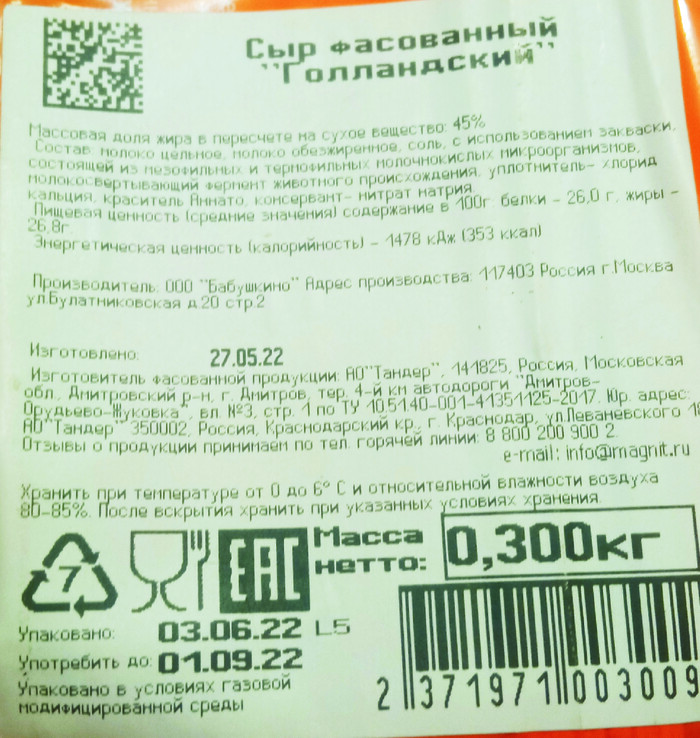 Сыр фасованный
"Голландский"
Массовая доля жира в пересчете на сухое вещество: 45%
Состав: молоко цельное, молоко обезжиренное, соль, с использованием закваски,
состоящей из мезофильных и термофильных молочнокислых микроорганизмов,
молокосвертывающий фермент животного происхождения, уплотнитель- хлорид
кальция, краситель Аннато, консервант- нитрат натрия.
Пищевая ценность (средние значения) содержание в 100г: белки - 26,0 г, жиры -
26,8г
Энергетическая ценность (калорийность) - 1478 кДж (353 ккал)
Производитель: ООО "Бабушкино" Адрес производства: 117403 Россия г.Москва
ул.Булатниковская д.20 стр.2
Изготовлено: 27.05.22
Изготовитель фасованной продукции: АО"Тандер", 141825, Россия, Московская
обл., Дмитровский р-н, г. Дмитров, тер. 4-й км автодороги "Дмитров-
Орудьево-Жуковка", вл. №3, стр. 1 по ТУ 10.51.40-001-41351125-2017. Юр. адрес:
АО"Тандер" 350002, Россия, Краснодарский кр., г. Краснодар, ул.Леваневского 18
Отзывы о продукции принимаем по тел. горячей линии: 8 800 200 900 2.
e-mail: info@magnit.ru
Хранить при температуре от 0 до 6° С и относительной влажности воздуха
80-85%. После вскрытия хранить при указанных условиях хранения.
7 EAC Масса
нетто: 0,300кг
Упаковано: 03.06.22 L5
Употребить до: 01.09.22
Упаковано в условиях газовой
модифицированной среды
2 371971 003009